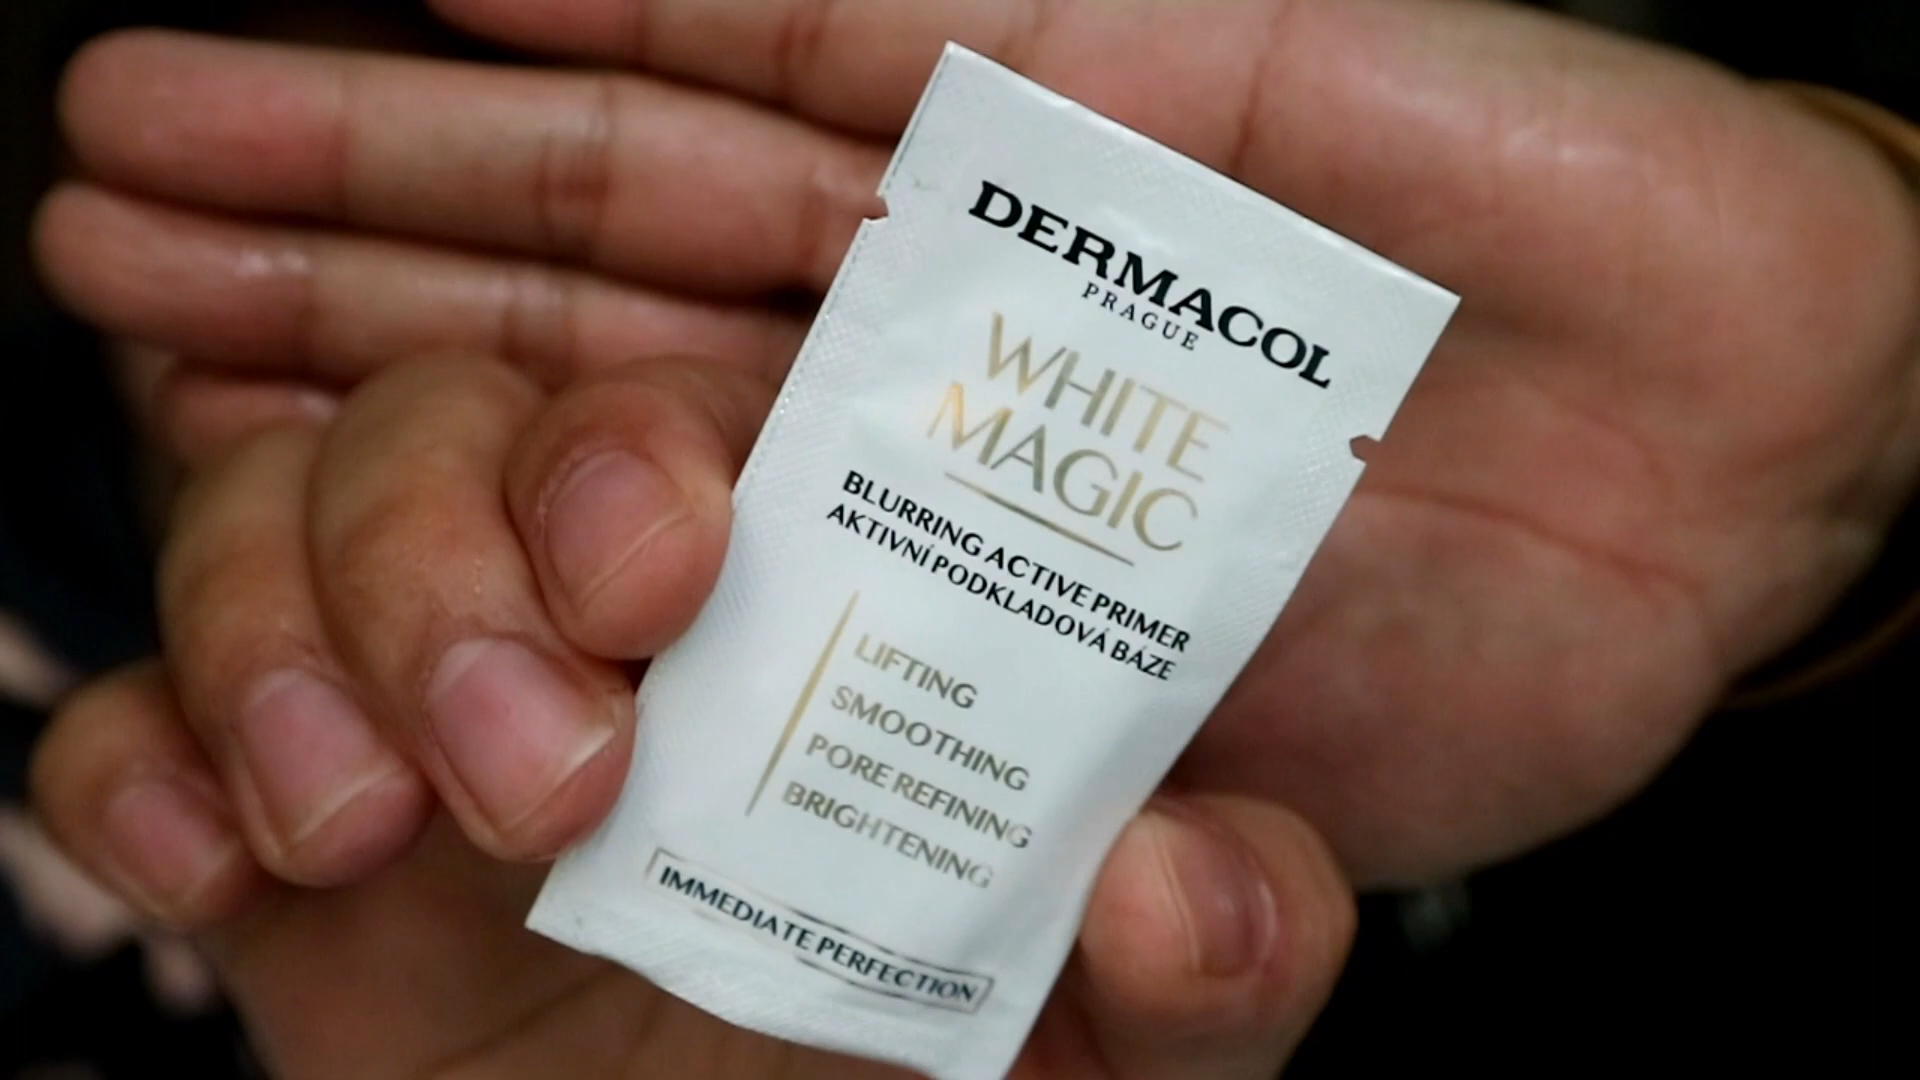 DERMACOL
PRAGUE
WHITE
MAGIC
BLURRING ACTIVE PRIMER
AKTIVNÍ PODKLADOVÁ BÁZE
LIFTING
SMOOTHING
PORE REFINING
BRIGHTENING
IMMEDIATE PERFECTION